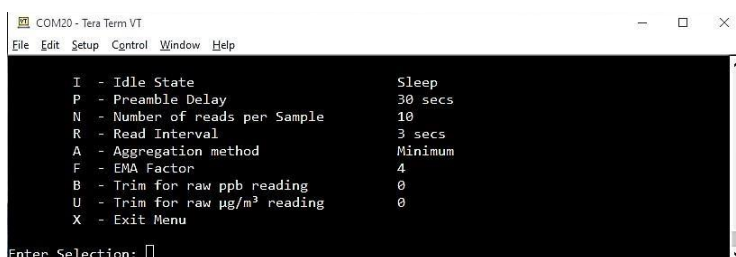 COM20 - Tera Term VT
File Edit Setup Control Window Help
I - Idle State Sleep
P - Preamble Delay 30 secs
N - Number of reads per Sample 10
R - Read Interval 3 secs
A - Aggregation method Minimum
F - EMA Factor 4
B - Trim for raw ppb reading 0
U - Trim for raw µg/m³ reading 0
X - Exit Menu
Enter Selection: